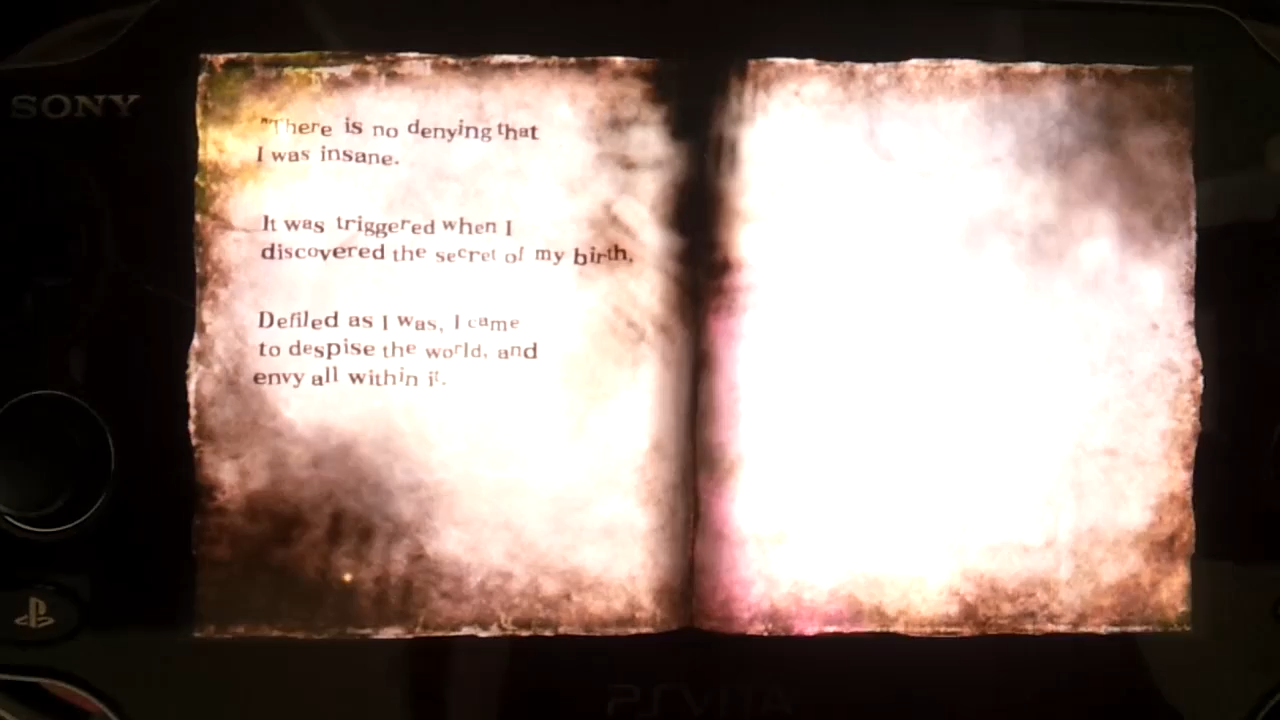 SONY
"There is no denying that
I was insane.
It was triggered when I
discovered the secret of my birth.
Defiled as I was, I came
to despise the world, and
envy all within it.
PSVITA